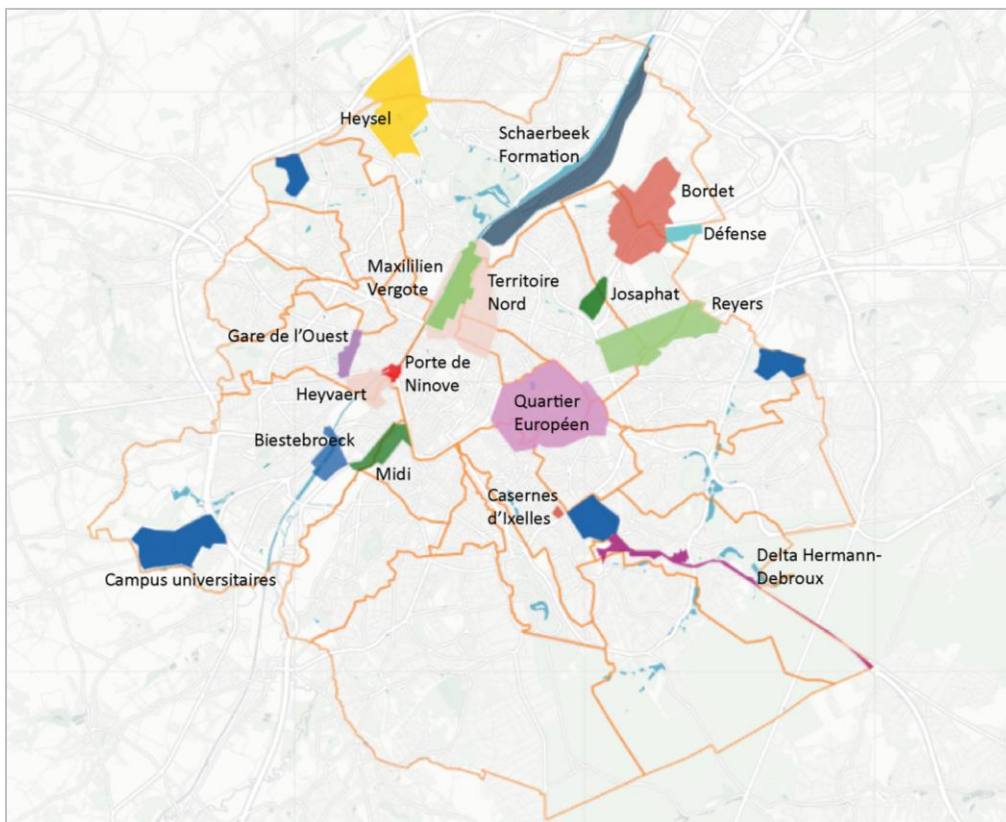 Heysel
Schaerbeek
Formation
Bordet
Défense
Maxililien
Vergote
Territoire
Nord
Josaphat
Reyers
Gare de l'Ouest
Porte de
Ninove
Heyvaert
Quartier
Européen
Biestebroeck
Midi
Casernes
d'Ixelles
Campus universitaires
Delta Hermann-
Debroux